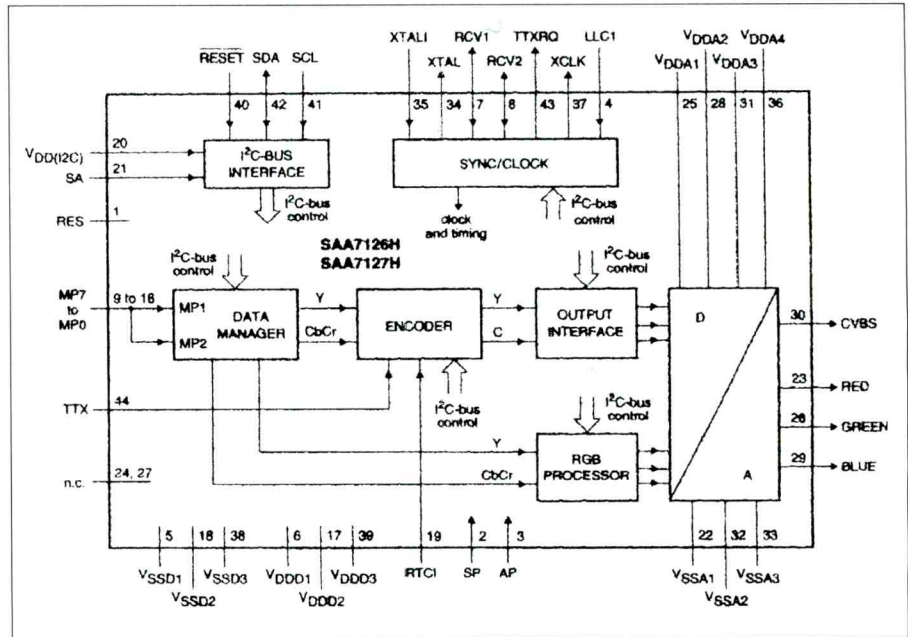 VDDA2 VDDA4
XTALI RCV1 TTXRQ LLC1
VDDA1 VDDA3
RESET SDA SCL
XTAL RCV2 XCLK
40 42 41 35 34 7 8 43 37 4 25 28 31 36
VDD(I2C) 20
I²C-BUS INTERFACE
SYNC/CLOCK
SA 21
I²C-bus control
clock and timing
I²C-bus control
RES 1
SAA7126H
SAA7127H
I²C-bus control
I²C-bus control
MP7 to MP0
9 to 16
MP1
MP2
DATA MANAGER
Y
CbCr
ENCODER
Y
C
OUTPUT INTERFACE
D
A
30 CVBS
23 RED
26 GREEN
29 BLUE
TTX 44
I²C-bus control
I²C-bus control
Y
CbCr
RGB PROCESSOR
n.c. 24, 27
5 18 38 6 17 39 19 2 3 22 32 33
VSSD1 VSSD3 VDDD1 VDDD3 RTCI SP AP VSSA1 VSSA3
VSSD2 VDDD2 VSSA2